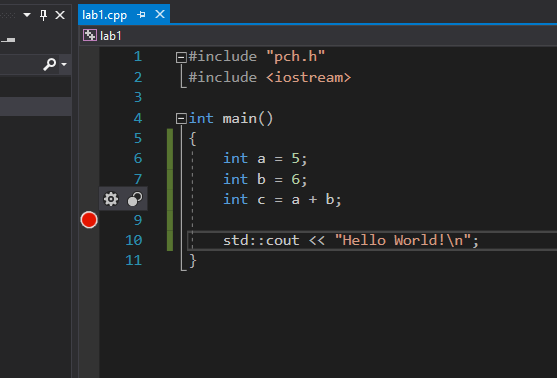 lab1.cpp
lab1
1 #include "pch.h"
2 #include <iostream>
3
4 int main()
5 {
6 int a = 5;
7 int b = 6;
int c = a + b;
9
10 std::cout << "Hello World!\n";
11 }